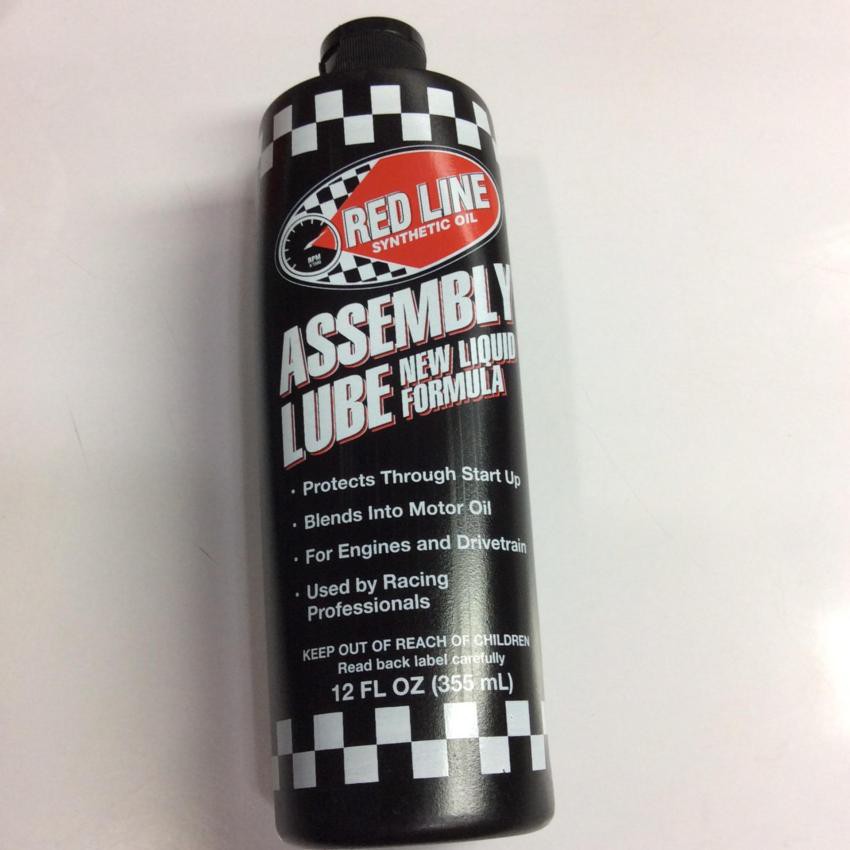 RED LINE
SYNTHETIC OIL
RPM
ASSEMBLY
LUBE NEW LIQUID
FORMULA
· Protects Through Start Up
· Blends Into Motor Oil
· For Engines and Drivetrain
· Used by Racing
Professionals
KEEP OUT OF REACH OF CHILDREN
Read back label carefully
12 FL OZ (355 mL)